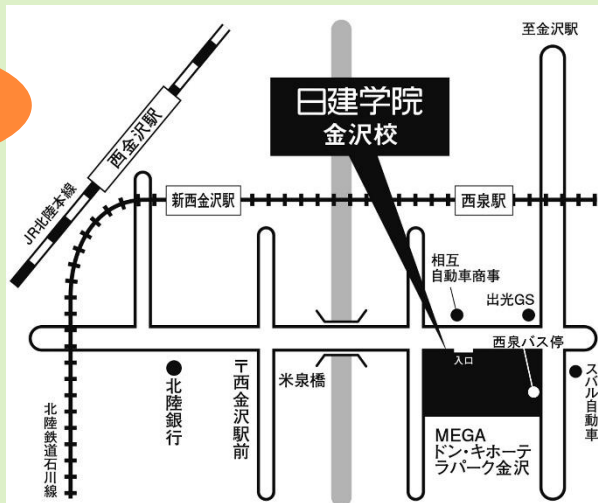 至金沢駅
日建学院
金沢校
西金沢駅
JR北陸本線
新西金沢駅
西泉駅
相互
自動車商事
出光GS
西泉バス停
入口
スバル自動車
米泉橋
〒西金沢駅前
北陸銀行
北陸鉄道石川線
MEGA
ドン・キホーテ
ラパーク金沢